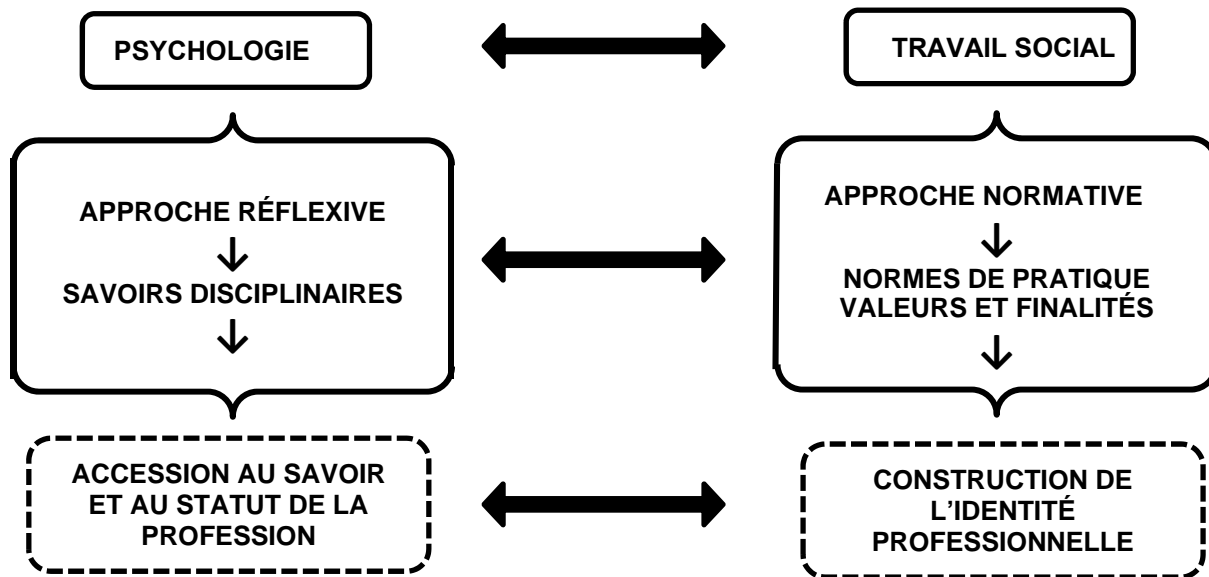 PSYCHOLOGIE
TRAVAIL SOCIAL
APPROCHE RÉFLEXIVE
SAVOIRS DISCIPLINAIRES
APPROCHE NORMATIVE
NORMES DE PRATIQUE
VALEURS ET FINALITÉS
ACCESSION AU SAVOIR
ET AU STATUT DE LA
PROFESSION
CONSTRUCTION DE
L’IDENTITÉ
PROFESSIONNELLE